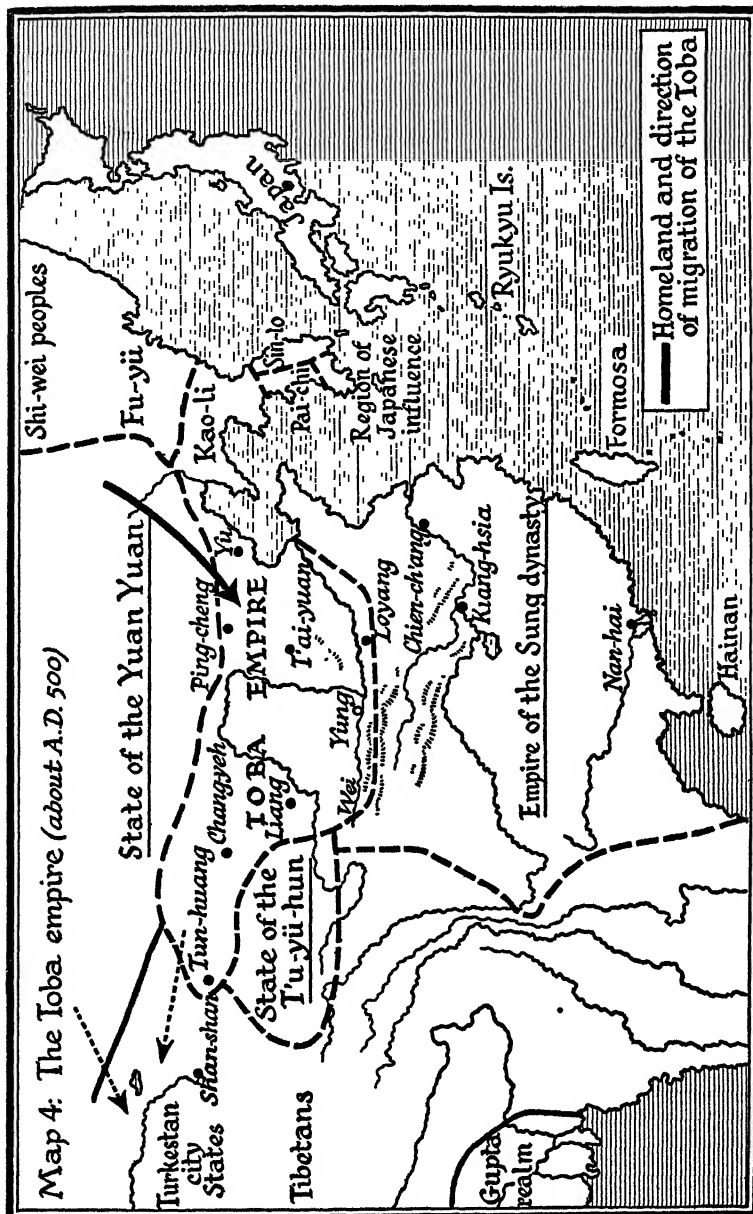 Map 4: The Toba empire (about A.D. 500)
Turkestan
city
States
Shan-shan
Tun-huang
Changyeh
State of the Yuan Yuan
Shi-wei peoples
Fu-yü
Ping-cheng
Yu
Kao-li
Tibetans
State of the
T'u-yü-hun
Liang
TOBA EMPIRE
T'ai-yuan
Pai-chi
Sin-lo
Japan
Wei
Yung
Loyang
Region of
Japanese
influence
Chien-ch'ang
Kiang-hsia
Gupta
realm
Empire of the Sung dynasty
Ryukyu Is.
Nan-hai
Formosa
Hainan
Homeland and direction
of migration of the Toba